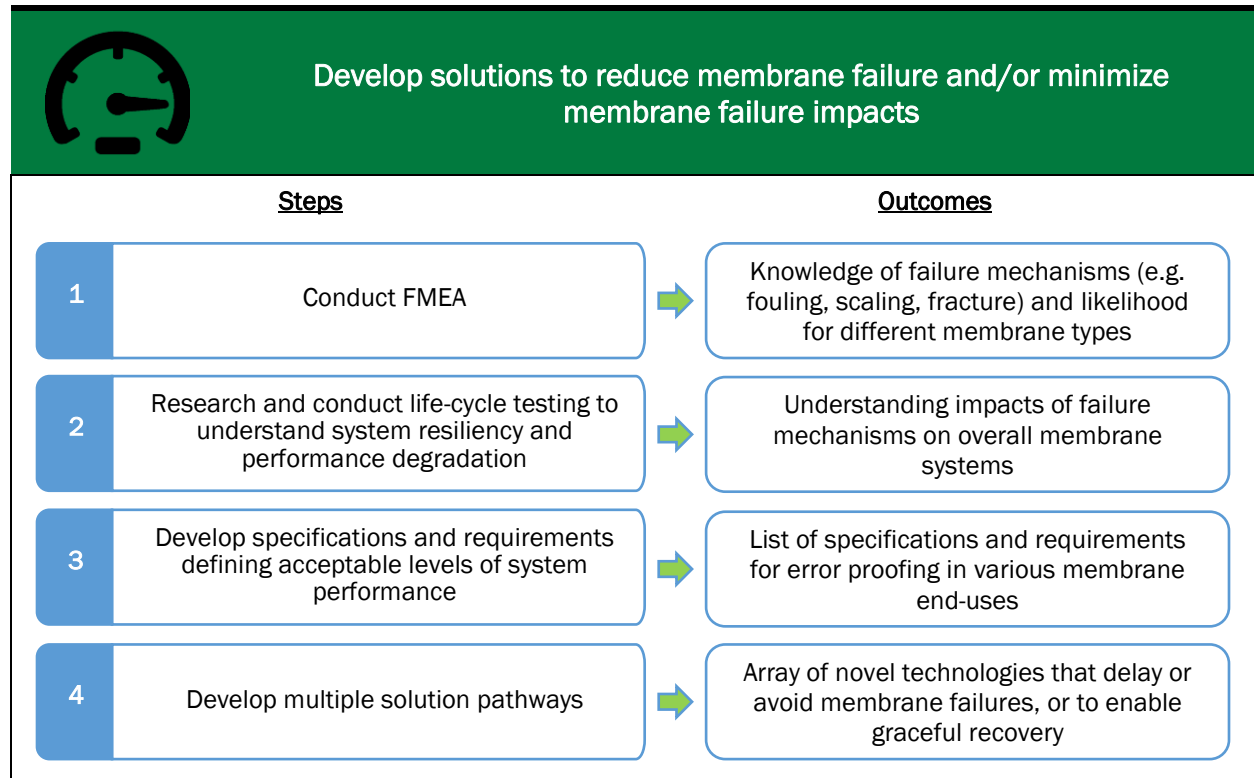 Develop solutions to reduce membrane failure and/or minimize
membrane failure impacts
Steps
Outcomes
1
Conduct FMEA
Knowledge of failure mechanisms (e.g.
fouling, scaling, fracture) and likelihood
for different membrane types
2
Research and conduct life-cycle testing to
understand system resiliency and
performance degradation
Understanding impacts of failure
mechanisms on overall membrane
systems
3
Develop specifications and requirements
defining acceptable levels of system
performance
List of specifications and requirements
for error proofing in various membrane
end-uses
4
Develop multiple solution pathways
Array of novel technologies that delay or
avoid membrane failures, or to enable
graceful recovery